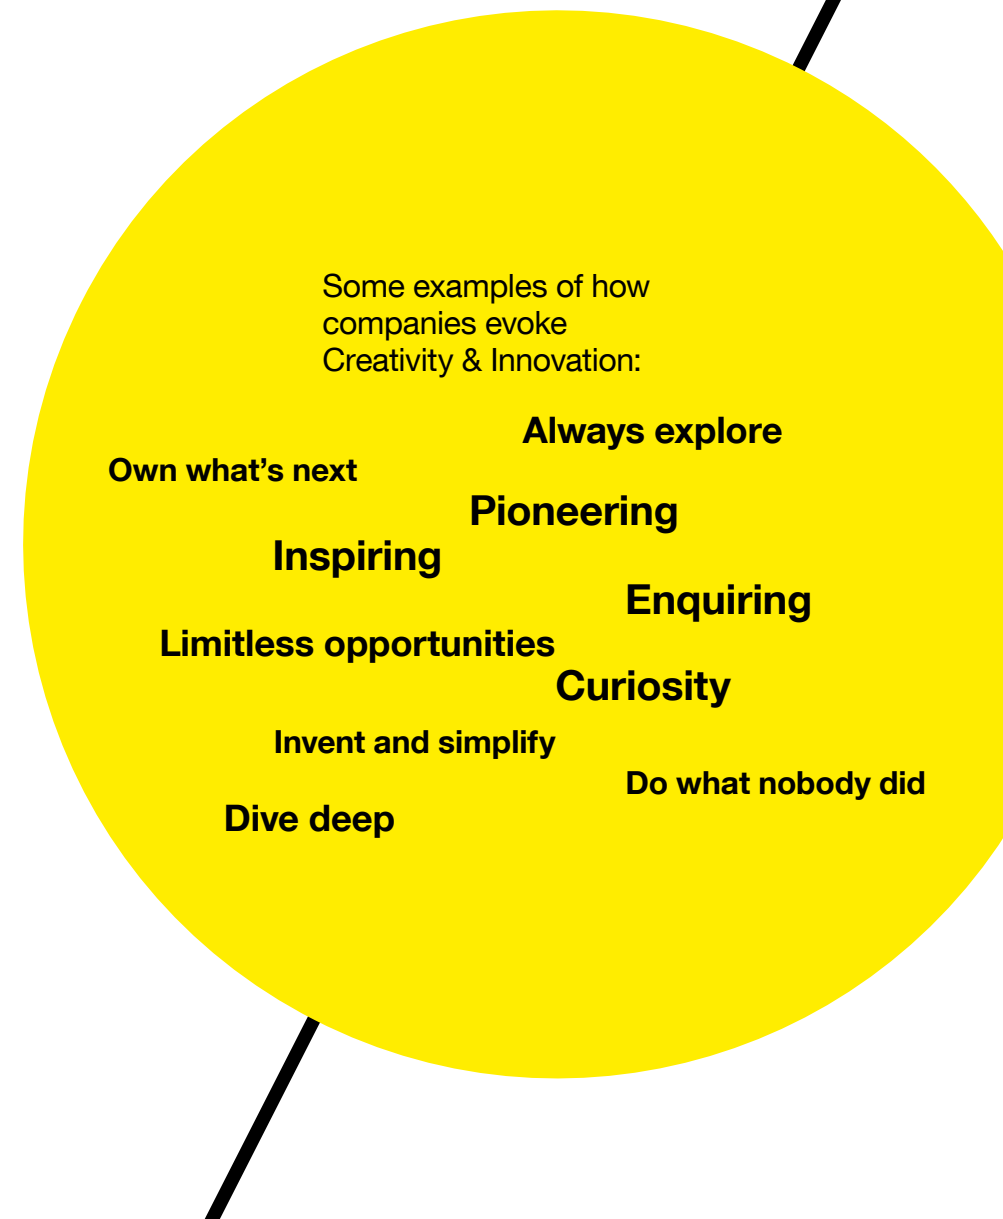 Some examples of how
companies evoke
Creativity & Innovation:
Always explore
Own what’s next
Pioneering
Inspiring
Enquiring
Limitless opportunities
Curiosity
Invent and simplify
Do what nobody did
Dive deep